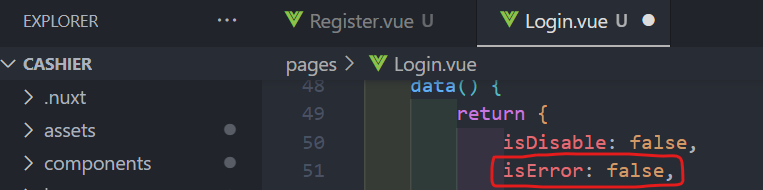 EXPLORER ···
Register.vue U
Login.vue U
CASHIER
pages > Login.vue
.nuxt
48 data() {
assets
49 return {
50 isDisable: false,
components
51 isError: false,